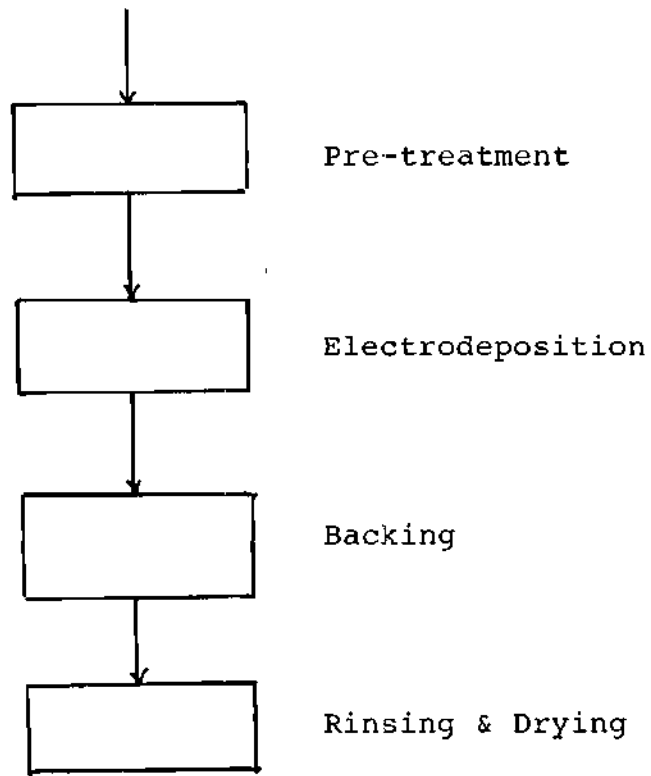 Pre-treatment
Electrodeposition
Backing
Rinsing & Drying